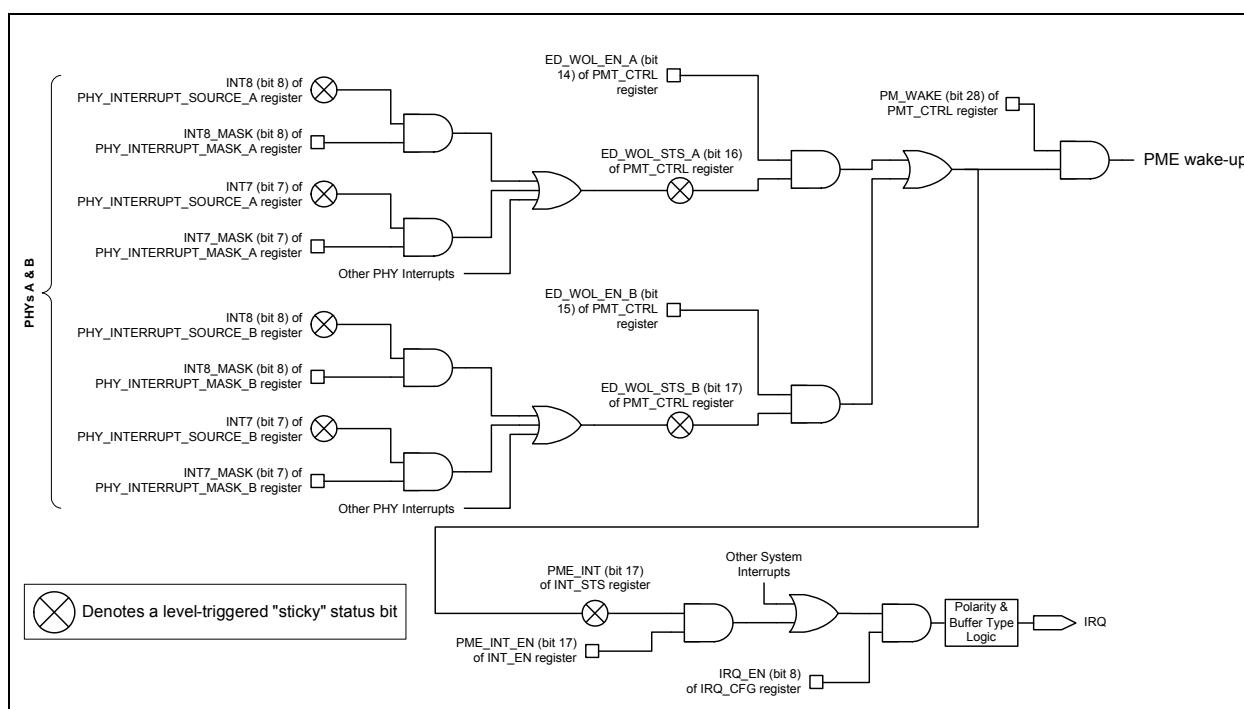 PHYs A & B
INT8 (bit 8) of
PHY_INTERRUPT_SOURCE_A register
INT8_MASK (bit 8) of
PHY_INTERRUPT_MASK_A register
INT7 (bit 7) of
PHY_INTERRUPT_SOURCE_A register
INT7_MASK (bit 7) of
PHY_INTERRUPT_MASK_A register
Other PHY Interrupts
ED_WOL_EN_A (bit
14) of PMT_CTRL
register
ED_WOL_STS_A (bit 16)
of PMT_CTRL register
PM_WAKE (bit 28) of
PMT_CTRL register
PME wake-up
INT8 (bit 8) of
PHY_INTERRUPT_SOURCE_B register
INT8_MASK (bit 8) of
PHY_INTERRUPT_MASK_B register
INT7 (bit 7) of
PHY_INTERRUPT_SOURCE_B register
INT7_MASK (bit 7) of
PHY_INTERRUPT_MASK_B register
Other PHY Interrupts
ED_WOL_EN_B (bit
15) of PMT_CTRL
register
ED_WOL_STS_B (bit 17)
of PMT_CTRL register
Denotes a level-triggered "sticky" status bit
PME_INT (bit 17)
of INT_STS register
PME_INT_EN (bit 17)
of INT_EN register
Other System
Interrupts
IRQ_EN (bit 8)
of IRQ_CFG register
Polarity &
Buffer Type
Logic
IRQ